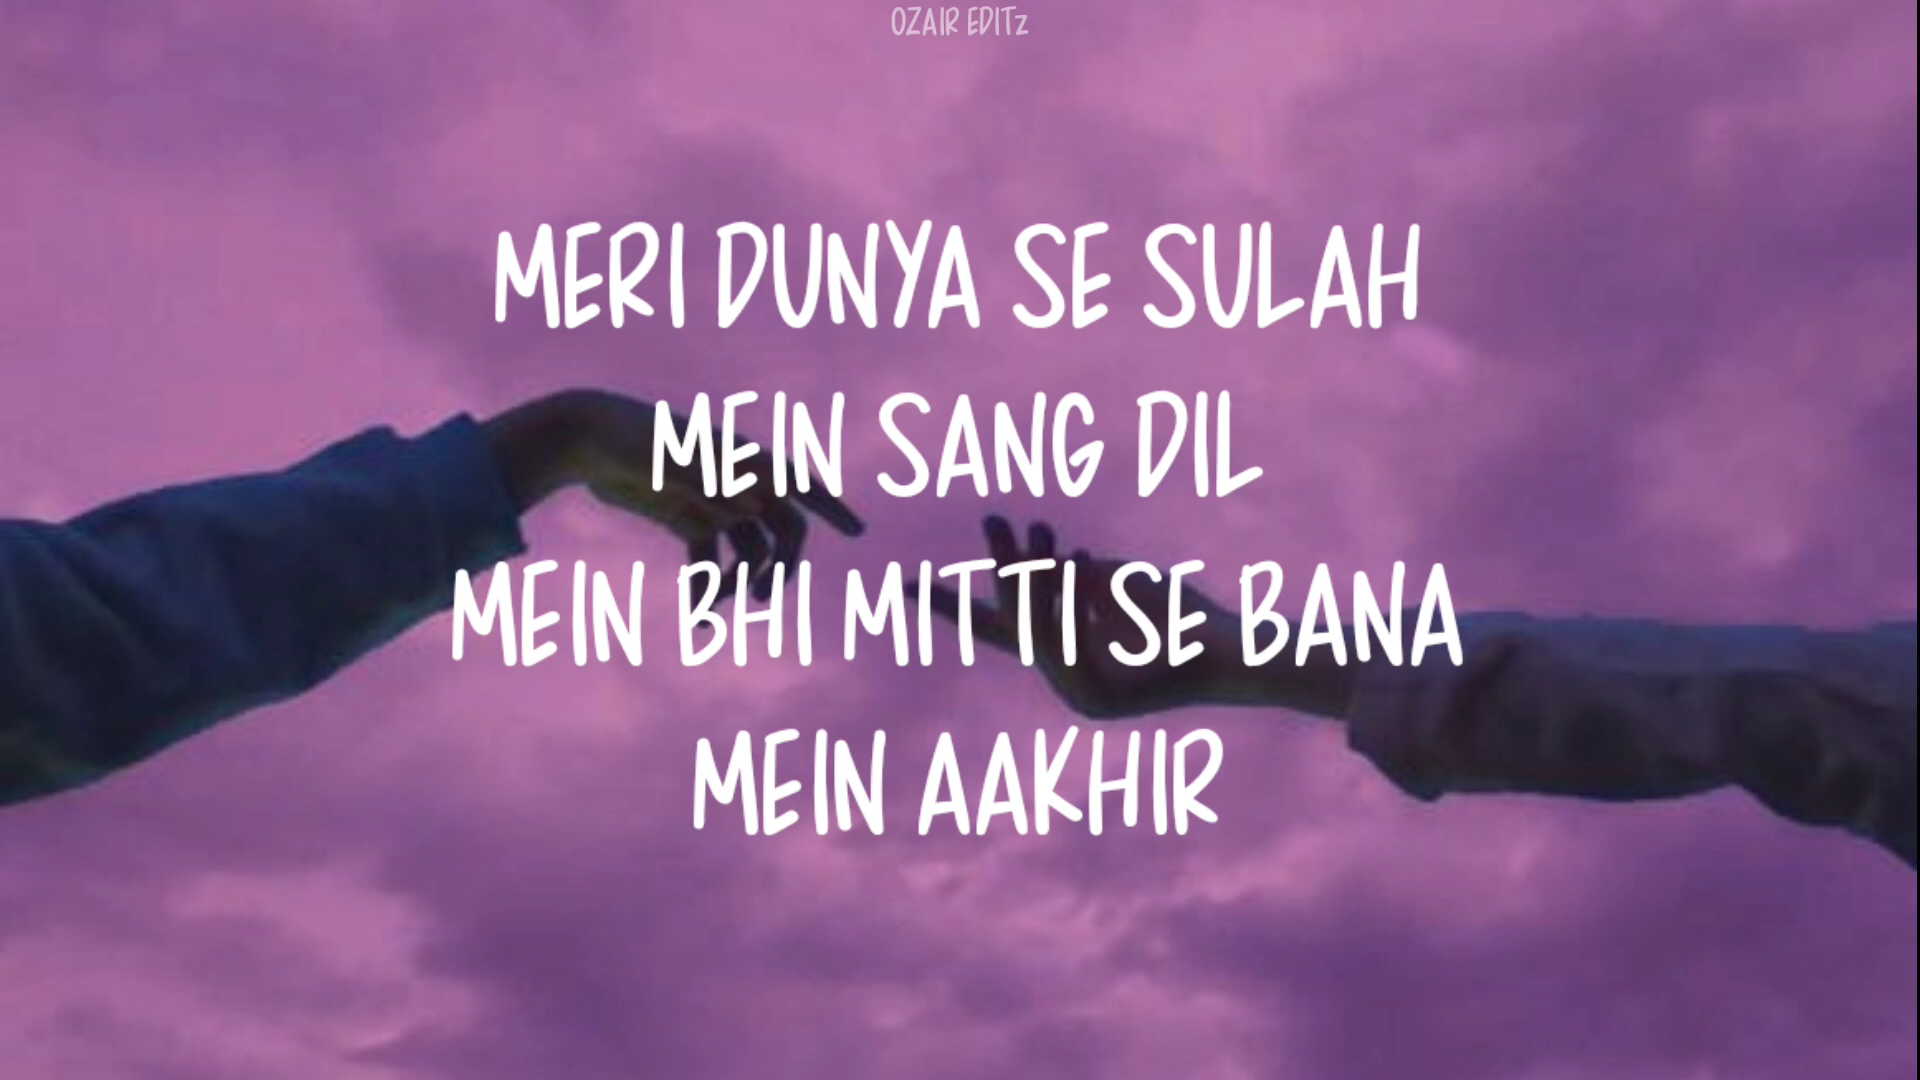 OZAIR EDITz
MERI DUNYA SE SULAH
MEIN SANG DIL
MEIN BHI MITTI SE BANA
MEIN AAKHIR